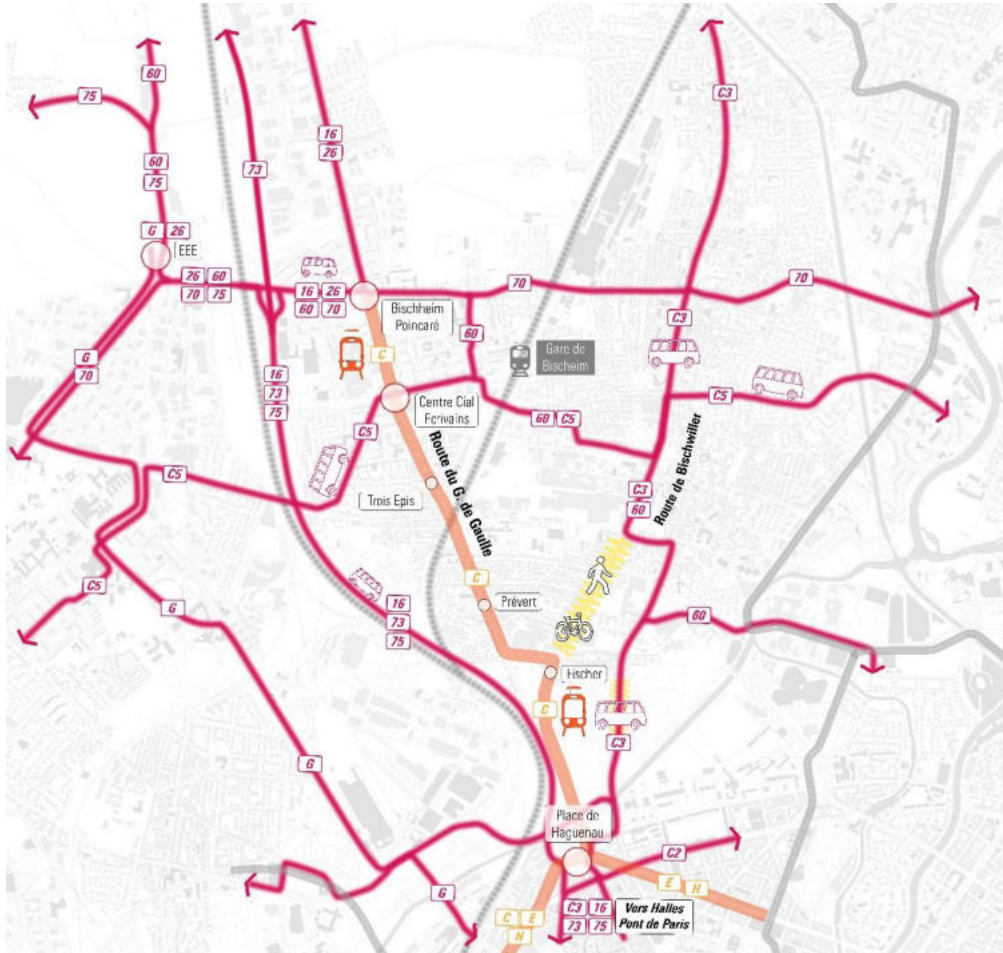 60
75
C3
16
26
73
60
75
G 26
EEE
26 60
70 75
16 26
60 70
Bischheim
Poincaré
70
70
C3
60
C
Gare de
Bischeim
G
70
16
73
75
Centre Cial
Ecrivains
C5
C5
60 C5
C5
Route du G. de Gaulle
Route de Bischwiller
Trois Epis
C3
60
C5
G
16
73
75
C
Prévert
60
Fischer
C
C3
G
Place de
Haguenau
C2
G
E H
C E
H
C3 16
73 75
Vers Halles
Pont de Paris